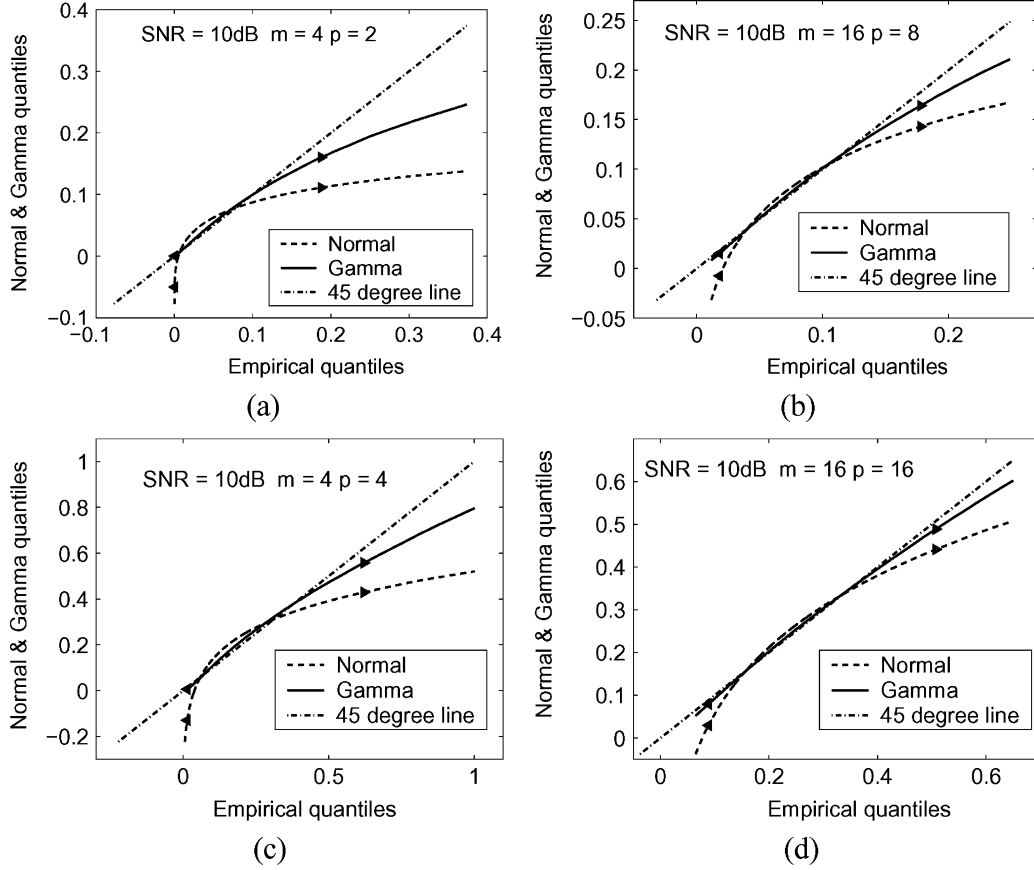 SNR = 10dB m = 4 p = 2
Normal & Gamma quantiles
0.4
0.3
0.2
0.1
0
−0.1
Normal
Gamma
45 degree line
−0.1 0 0.1 0.2 0.3 0.4
Empirical quantiles
(a)
SNR = 10dB m = 16 p = 8
Normal & Gamma quantiles
0.25
0.2
0.15
0.1
0.05
0
−0.05
Normal
Gamma
45 degree line
0 0.1 0.2
Empirical quantiles
(b)
SNR = 10dB m = 4 p = 4
Normal & Gamma quantiles
1
0.8
0.6
0.4
0.2
0
−0.2
Normal
Gamma
45 degree line
0 0.5 1
Empirical quantiles
(c)
SNR = 10dB m = 16 p = 16
Normal & Gamma quantiles
0.6
0.5
0.4
0.3
0.2
0.1
0
Normal
Gamma
45 degree line
0 0.2 0.4 0.6
Empirical quantiles
(d)